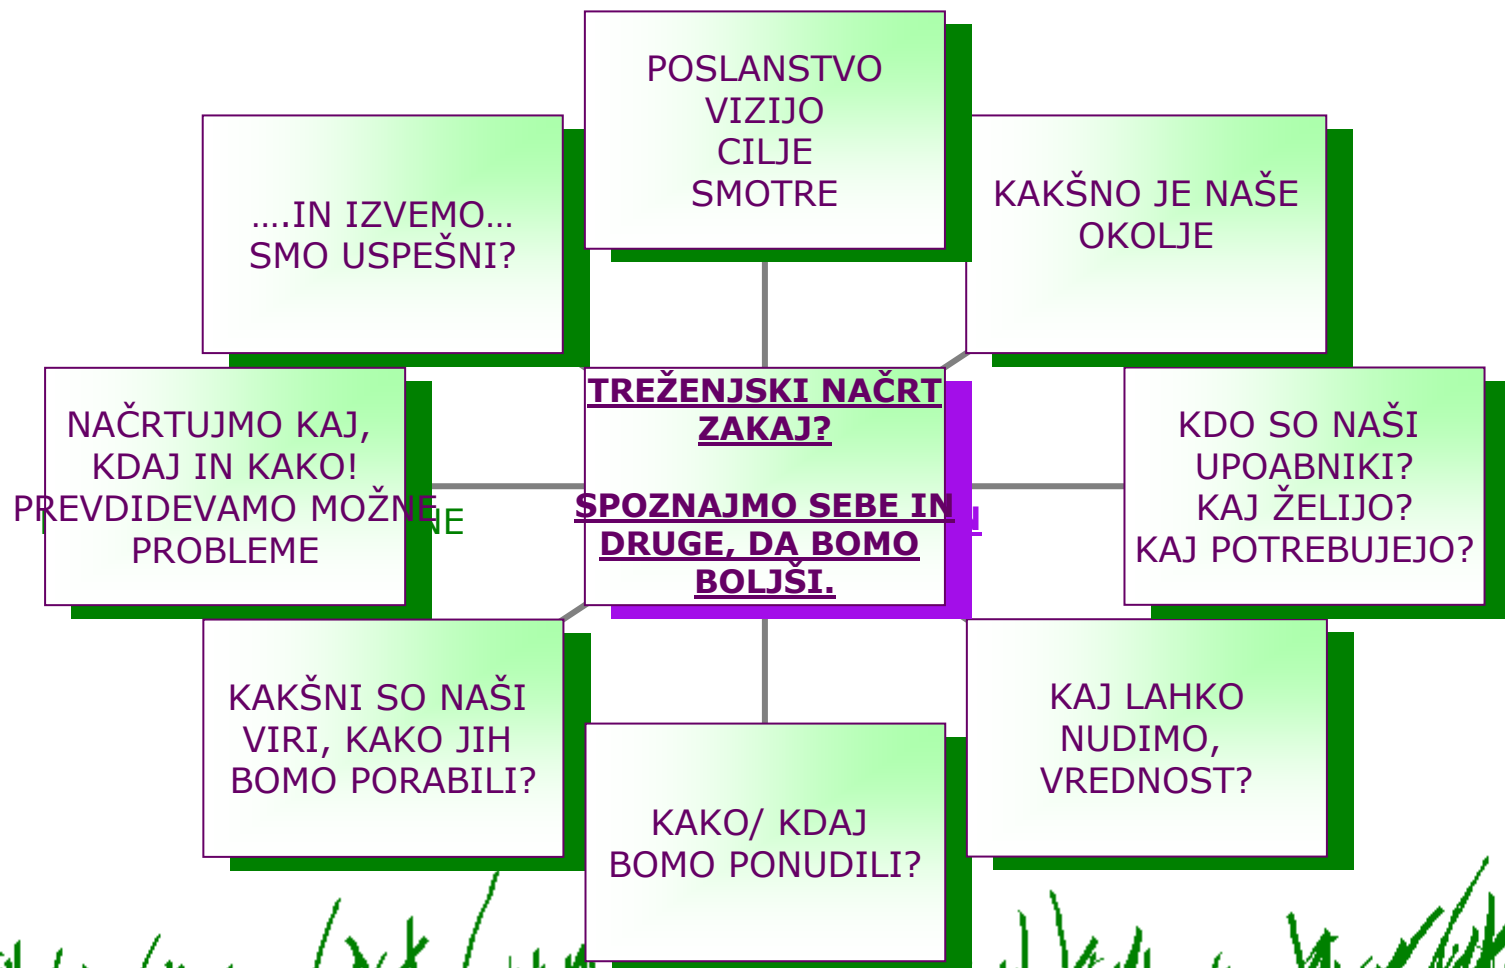 POSLANSTVO
VIZIJO
CILJE
SMOTRE
KAKŠNO JE NAŠE
OKOLJE
KDO SO NAŠI
UPOABNIKI?
KAJ ŽELIJO?
KAJ POTREBUJEJO?
KAJ LAHKO
NUDIMO,
VREDNOST?
KAKO/ KDAJ
BOMO PONUDILI?
KAKŠNI SO NAŠI
VIRI, KAKO JIH
BOMO PORABILI?
NAČRTUJMO KAJ,
KDAJ IN KAKO!
PREVDIDEVAMO MOŽNE
PROBLEME
….IN IZVEMO…
SMO USPEŠNI?
TREŽENJSKI NAČRT
ZAKAJ?
SPOZNAJMO SEBE IN
DRUGE, DA BOMO
BOLJŠI.